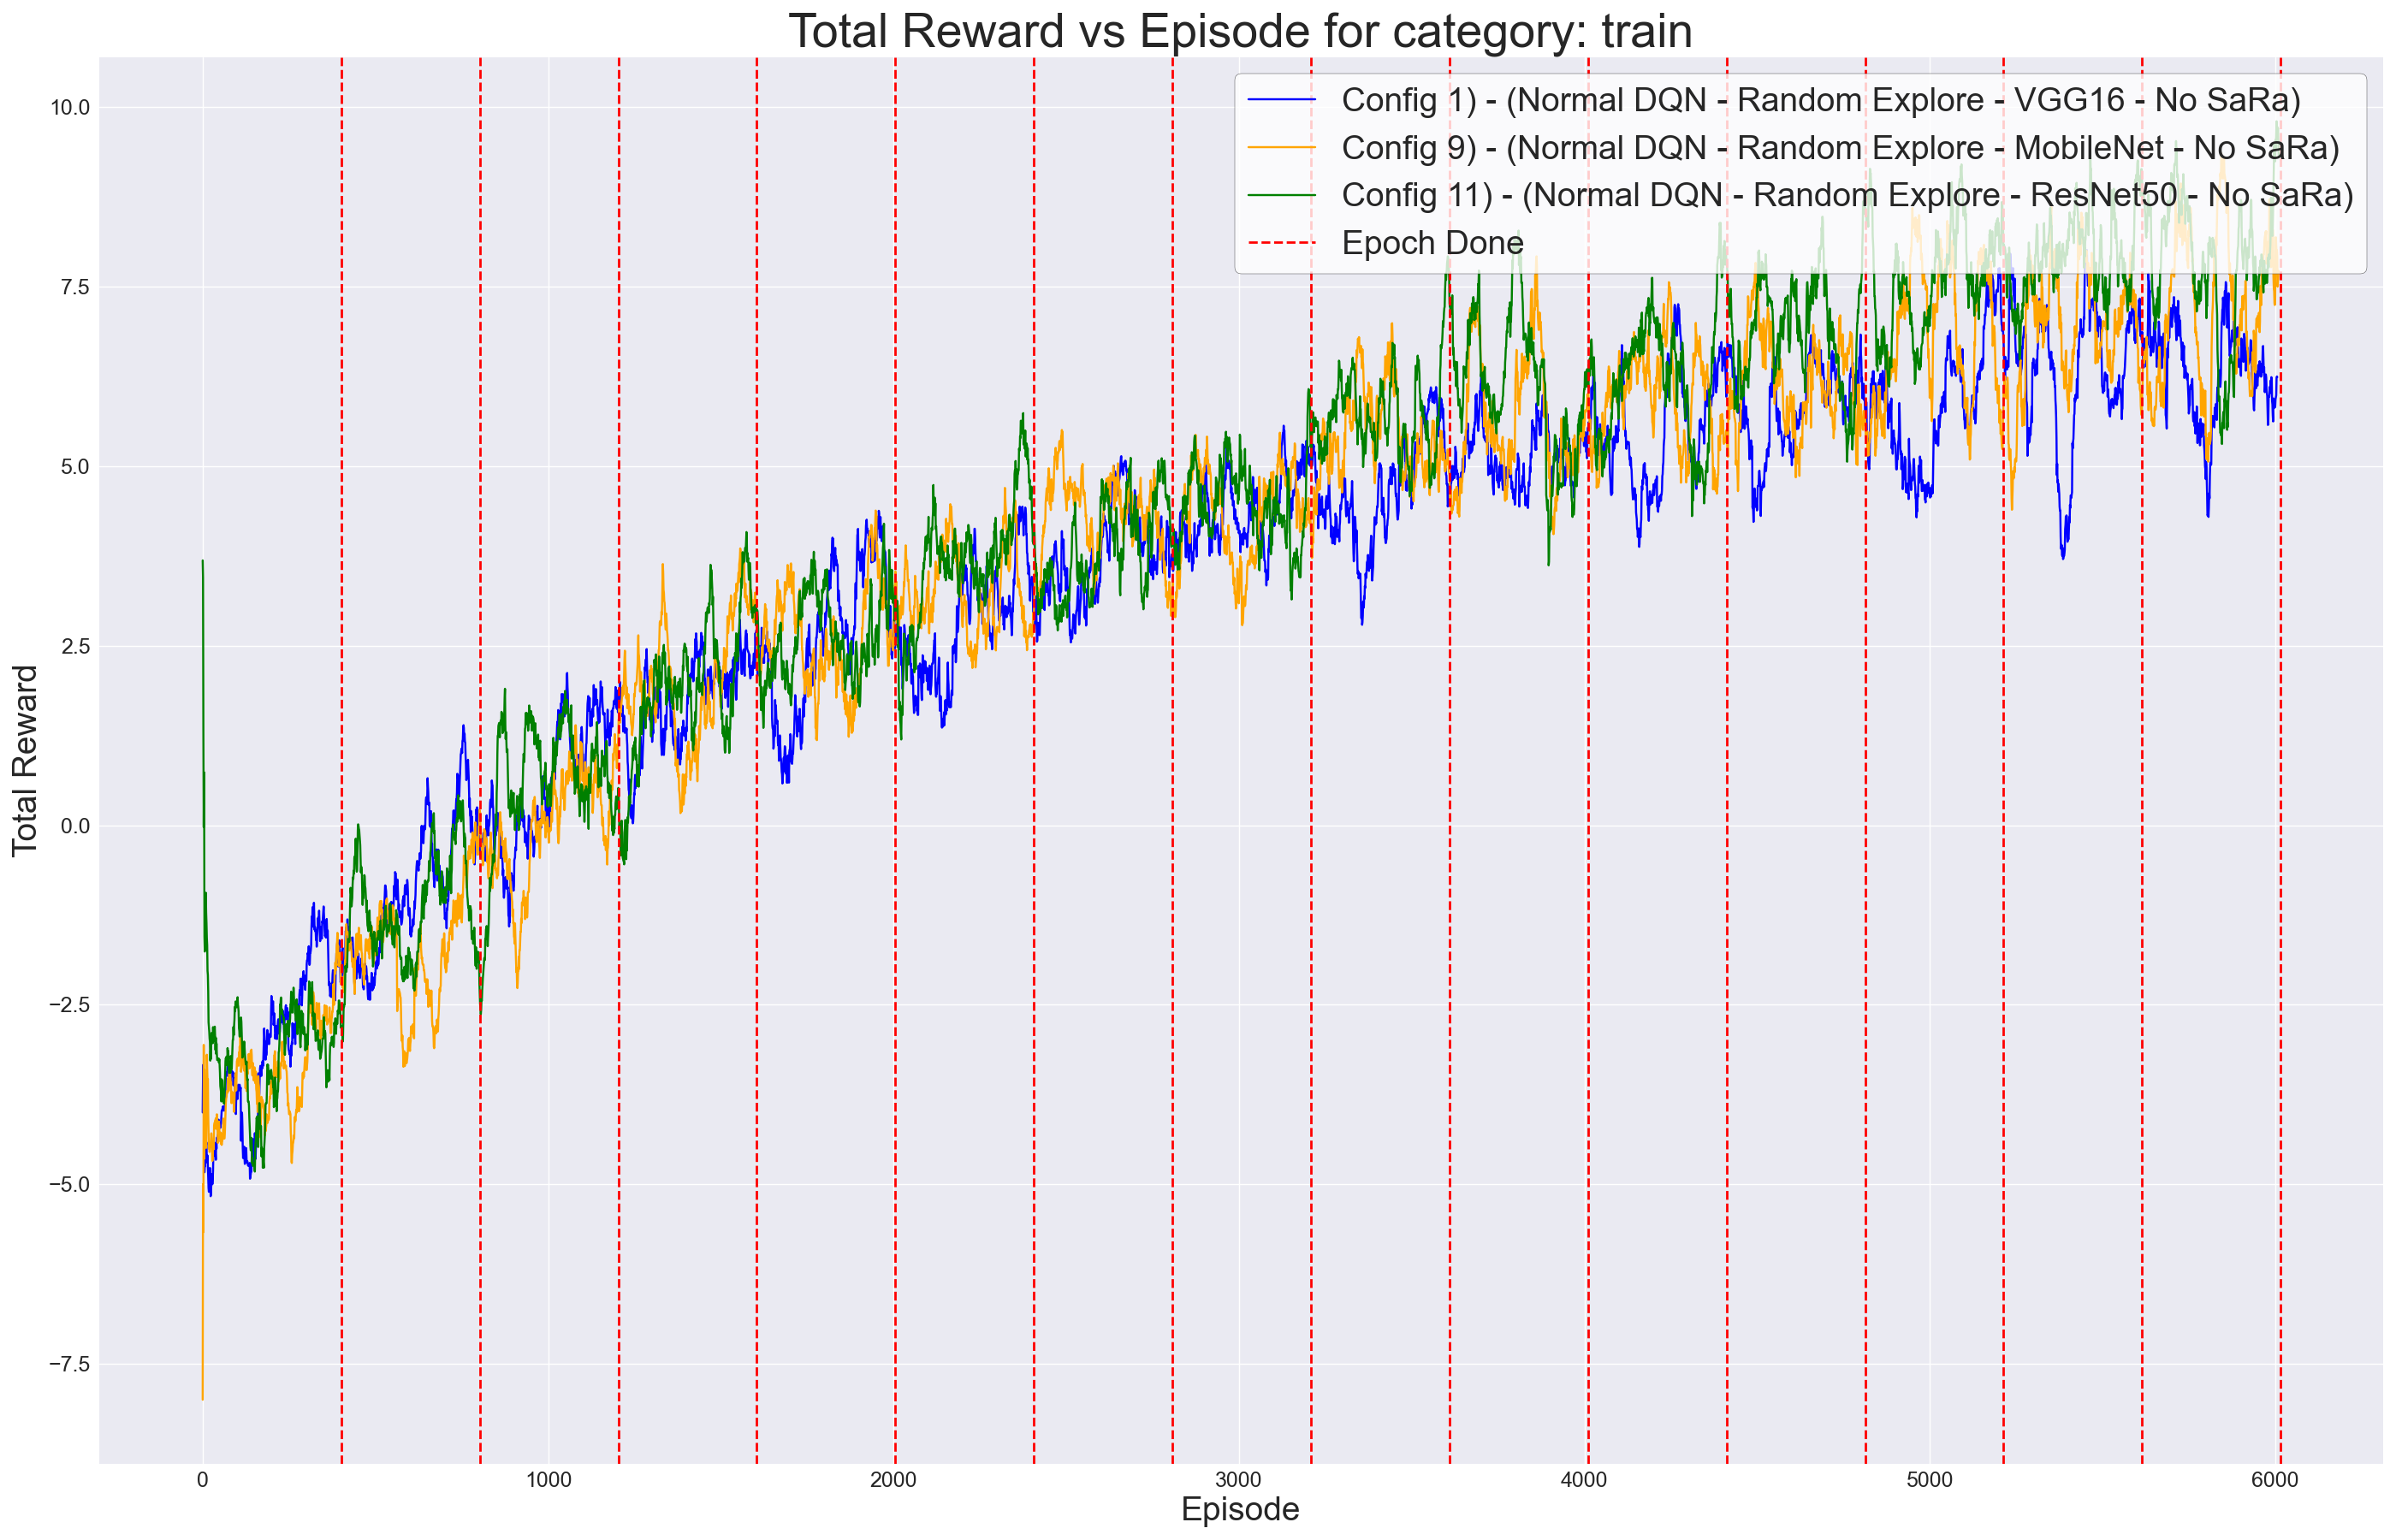 Total Reward vs Episode for category: train
Config 1) - (Normal DQN - Random Explore - VGG16 - No SaRa)
Config 9) - (Normal DQN - Random Explore - MobileNet - No SaRa)
Config 11) - (Normal DQN - Random Explore - ResNet50 - No SaRa)
Epoch Done
Total Reward
10.0
7.5
5.0
2.5
0.0
−2.5
−5.0
−7.5
0
1000
2000
3000
4000
5000
6000
Episode